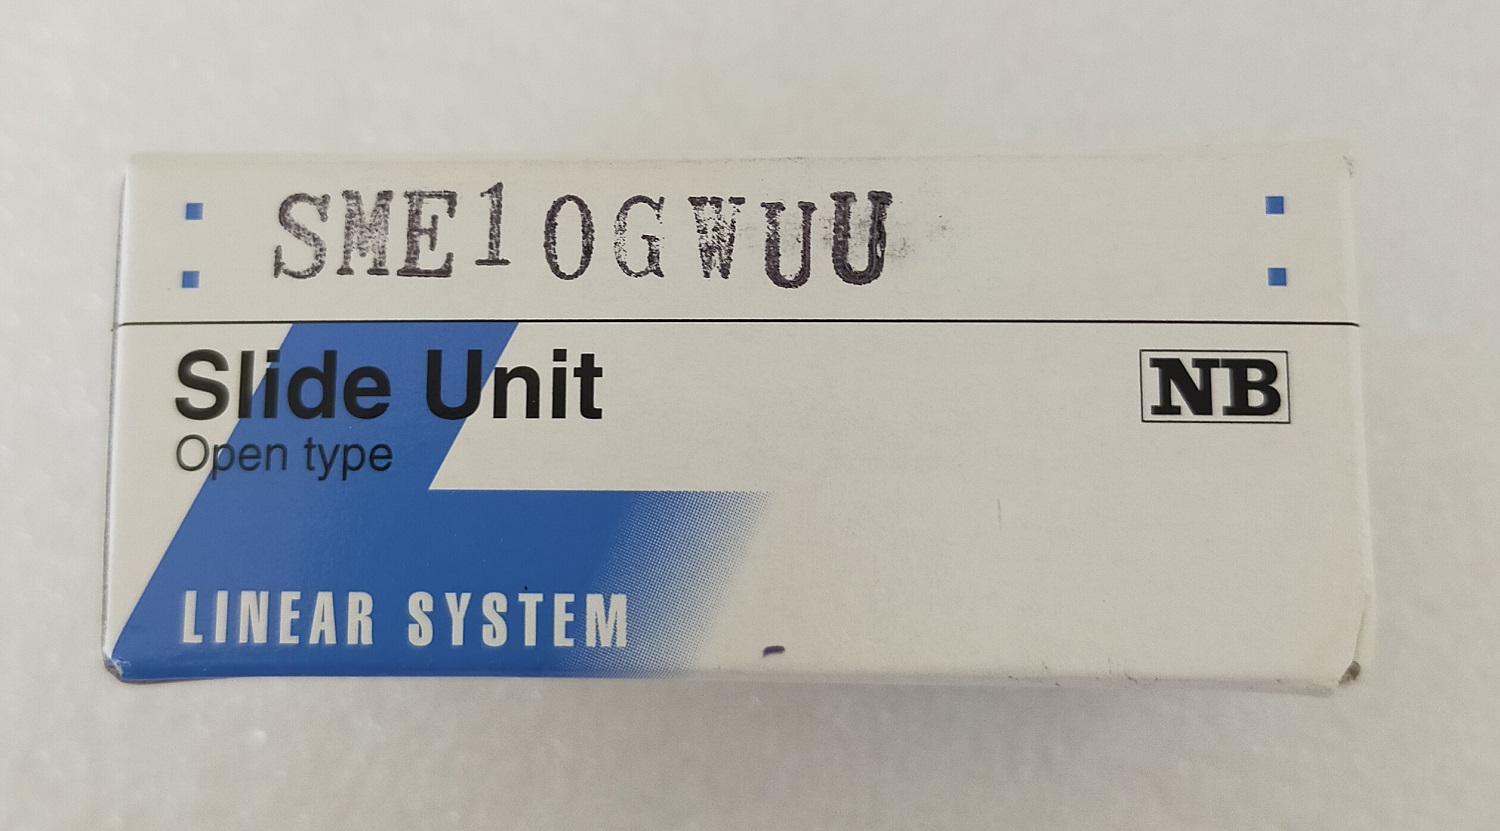 SME10GWUU
Slide Unit
NB
Open type
LINEAR SYSTEM